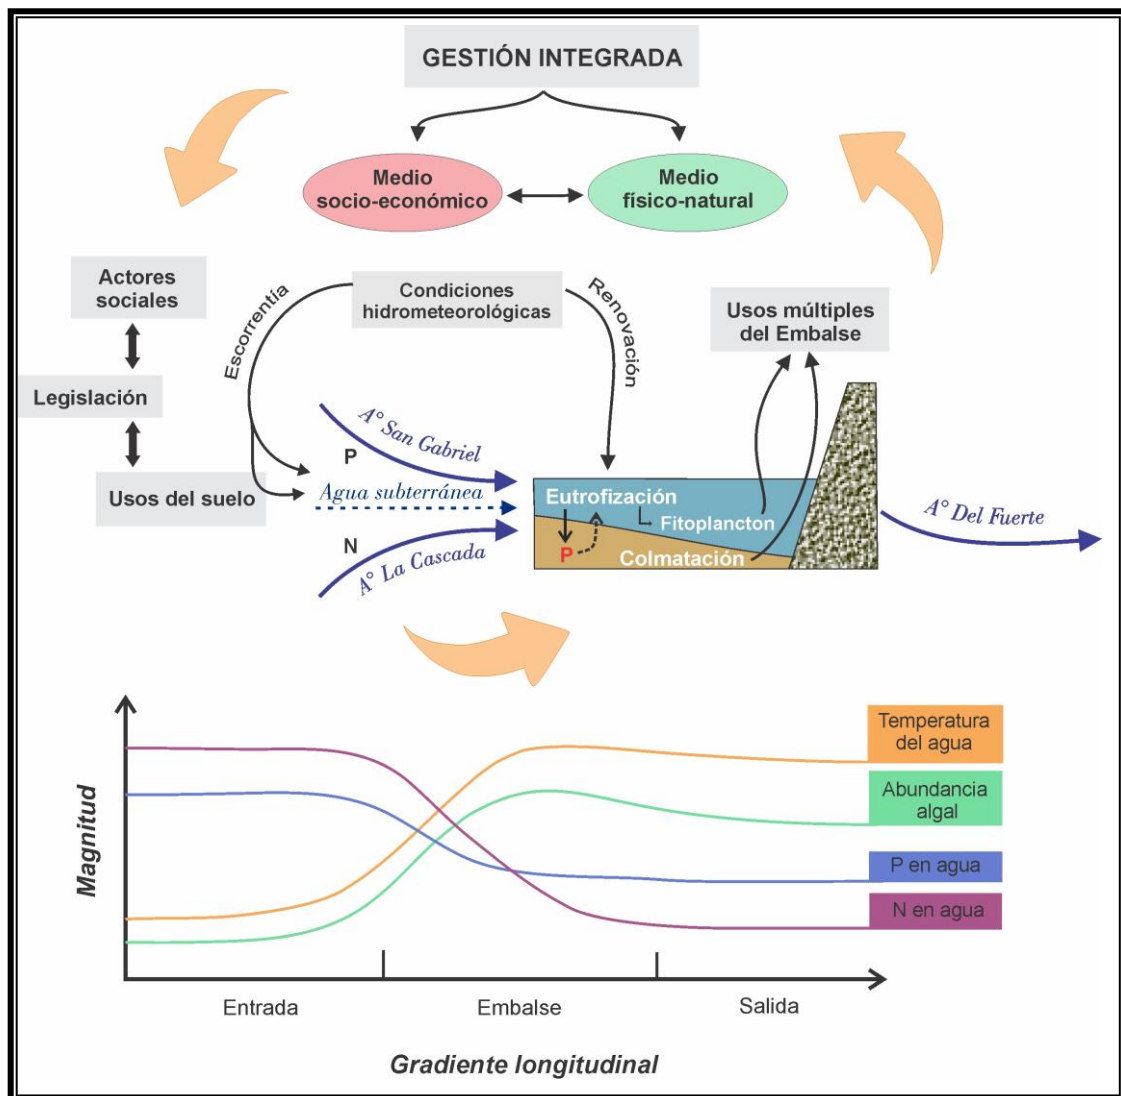 GESTIÓN INTEGRADA
Medio
socio-económico
Medio
físico-natural
Actores
sociales
Legislación
Usos del suelo
Escorrentía
Condiciones
hidrometeorológicas
Renovación
Usos múltiples
del Embalse
A° San Gabriel
P
Agua subterránea
N
A° La Cascada
Eutrofización
Fitoplancton
P
Colmatación
A° Del Fuerte
Magnitud
Temperatura
del agua
Abundancia
algal
P en agua
N en agua
Entrada
Embalse
Salida
Gradiente longitudinal